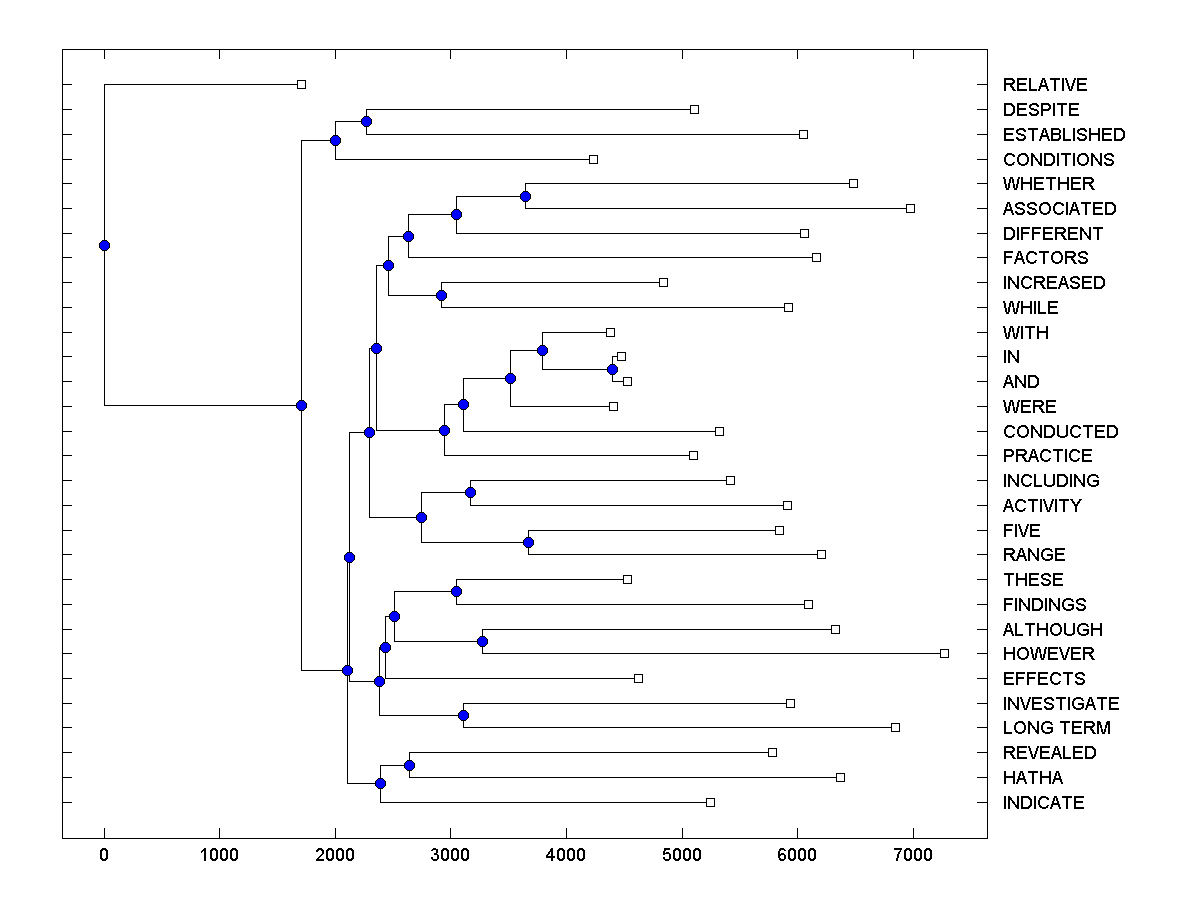 RELATIVE
DESPITE
ESTABLISHED
CONDITIONS
WHETHER
ASSOCIATED
DIFFERENT
FACTORS
INCREASED
WHILE
WITH
IN
AND
WERE
CONDUCTED
PRACTICE
INCLUDING
ACTIVITY
FIVE
RANGE
THESE
FINDINGS
ALTHOUGH
HOWEVER
EFFECTS
INVESTIGATE
LONG TERM
REVEALED
HATHA
INDICATE
0 1000 2000 3000 4000 5000 6000 7000